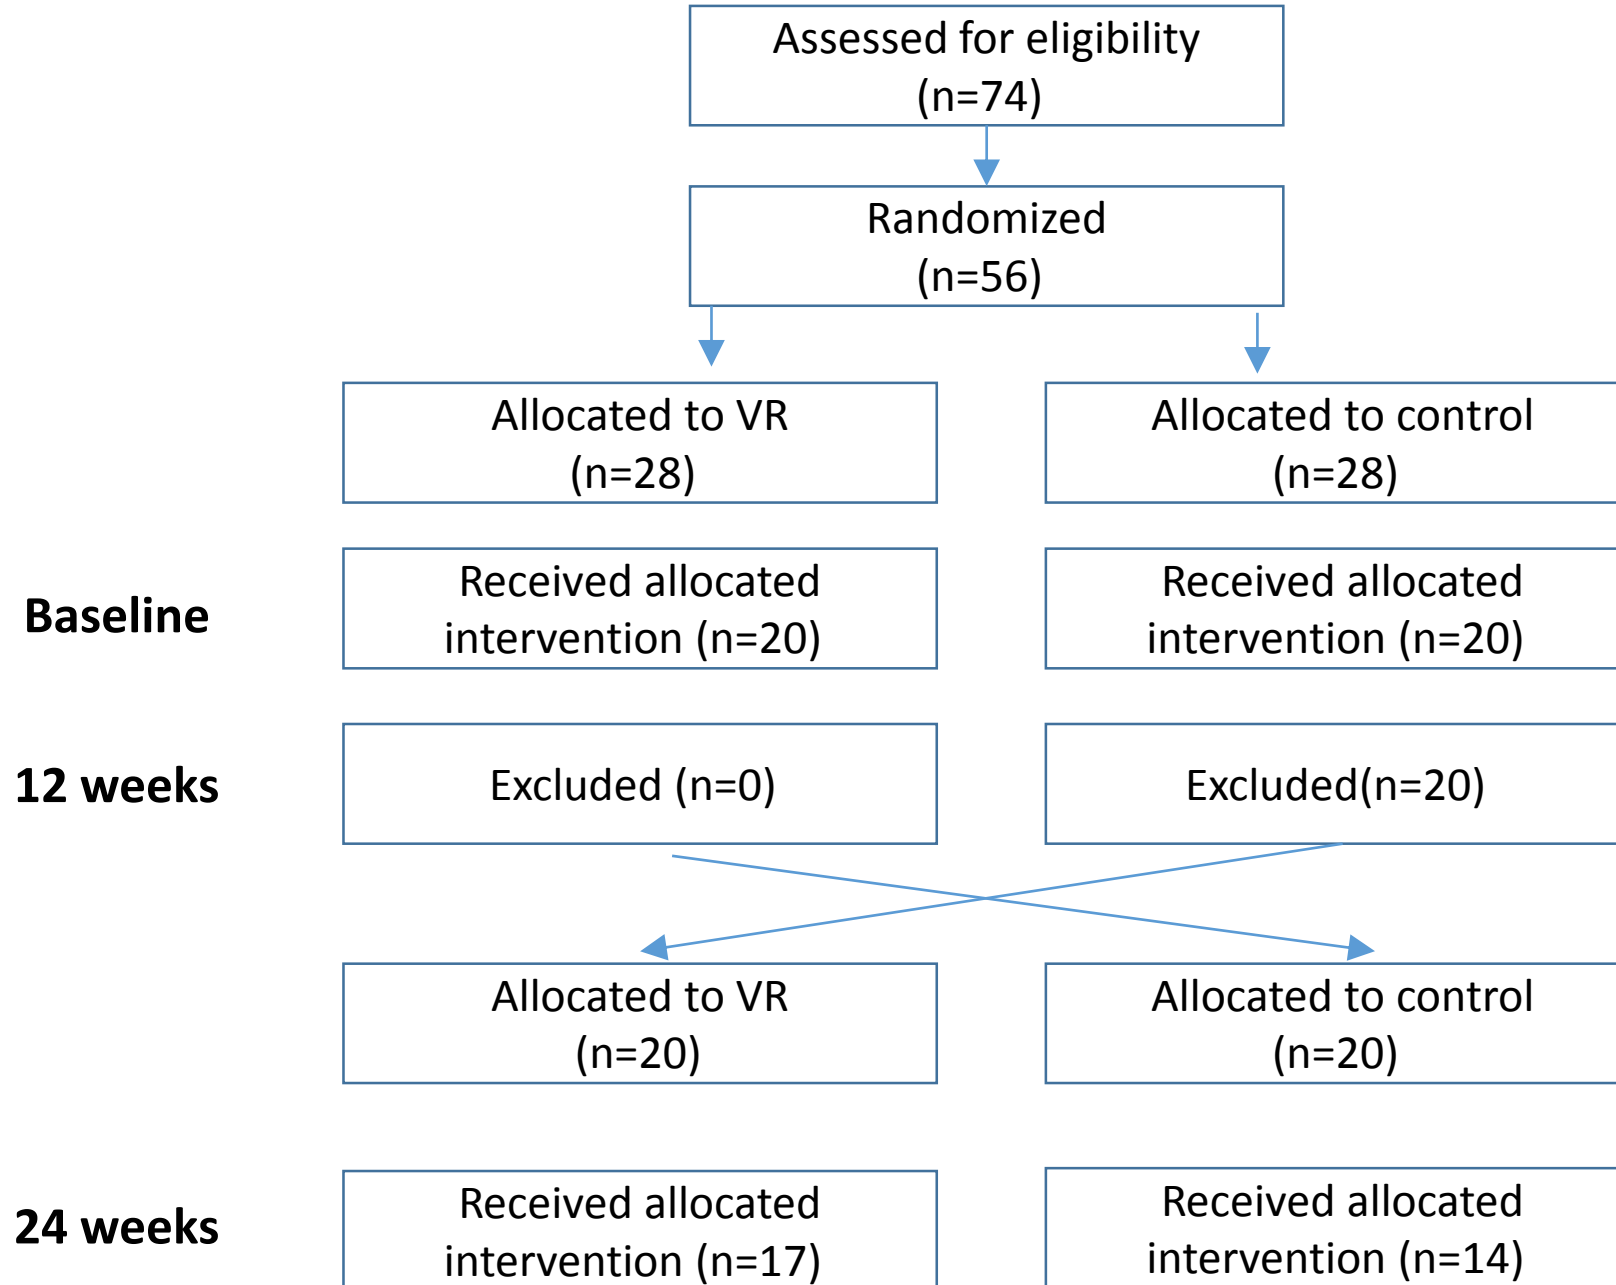 Assessed for eligibility
(n=74)
Randomized
(n=56)
Allocated to VR
(n=28)
Allocated to control
(n=28)
Baseline
Received allocated
intervention (n=20)
Received allocated
intervention (n=20)
12 weeks
Excluded (n=0)
Excluded(n=20)
Allocated to VR
(n=20)
Allocated to control
(n=20)
24 weeks
Received allocated
intervention (n=17)
Received allocated
intervention (n=14)